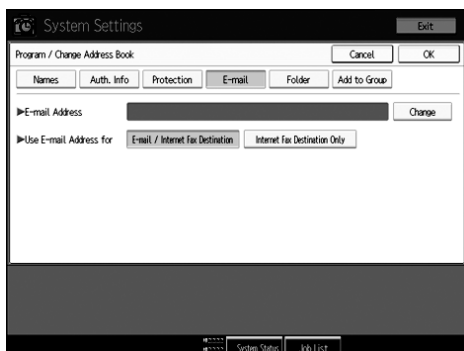 System Settings
Exit
Program / Change Address Book
Cancel
OK
Names
Auth. Info
Protection
E-mail
Folder
Add to Group
▶E-mail Address
Change
▶Use E-mail Address for
E-mail / Internet Fax Destination
Internet Fax Destination Only
System Status
Job List